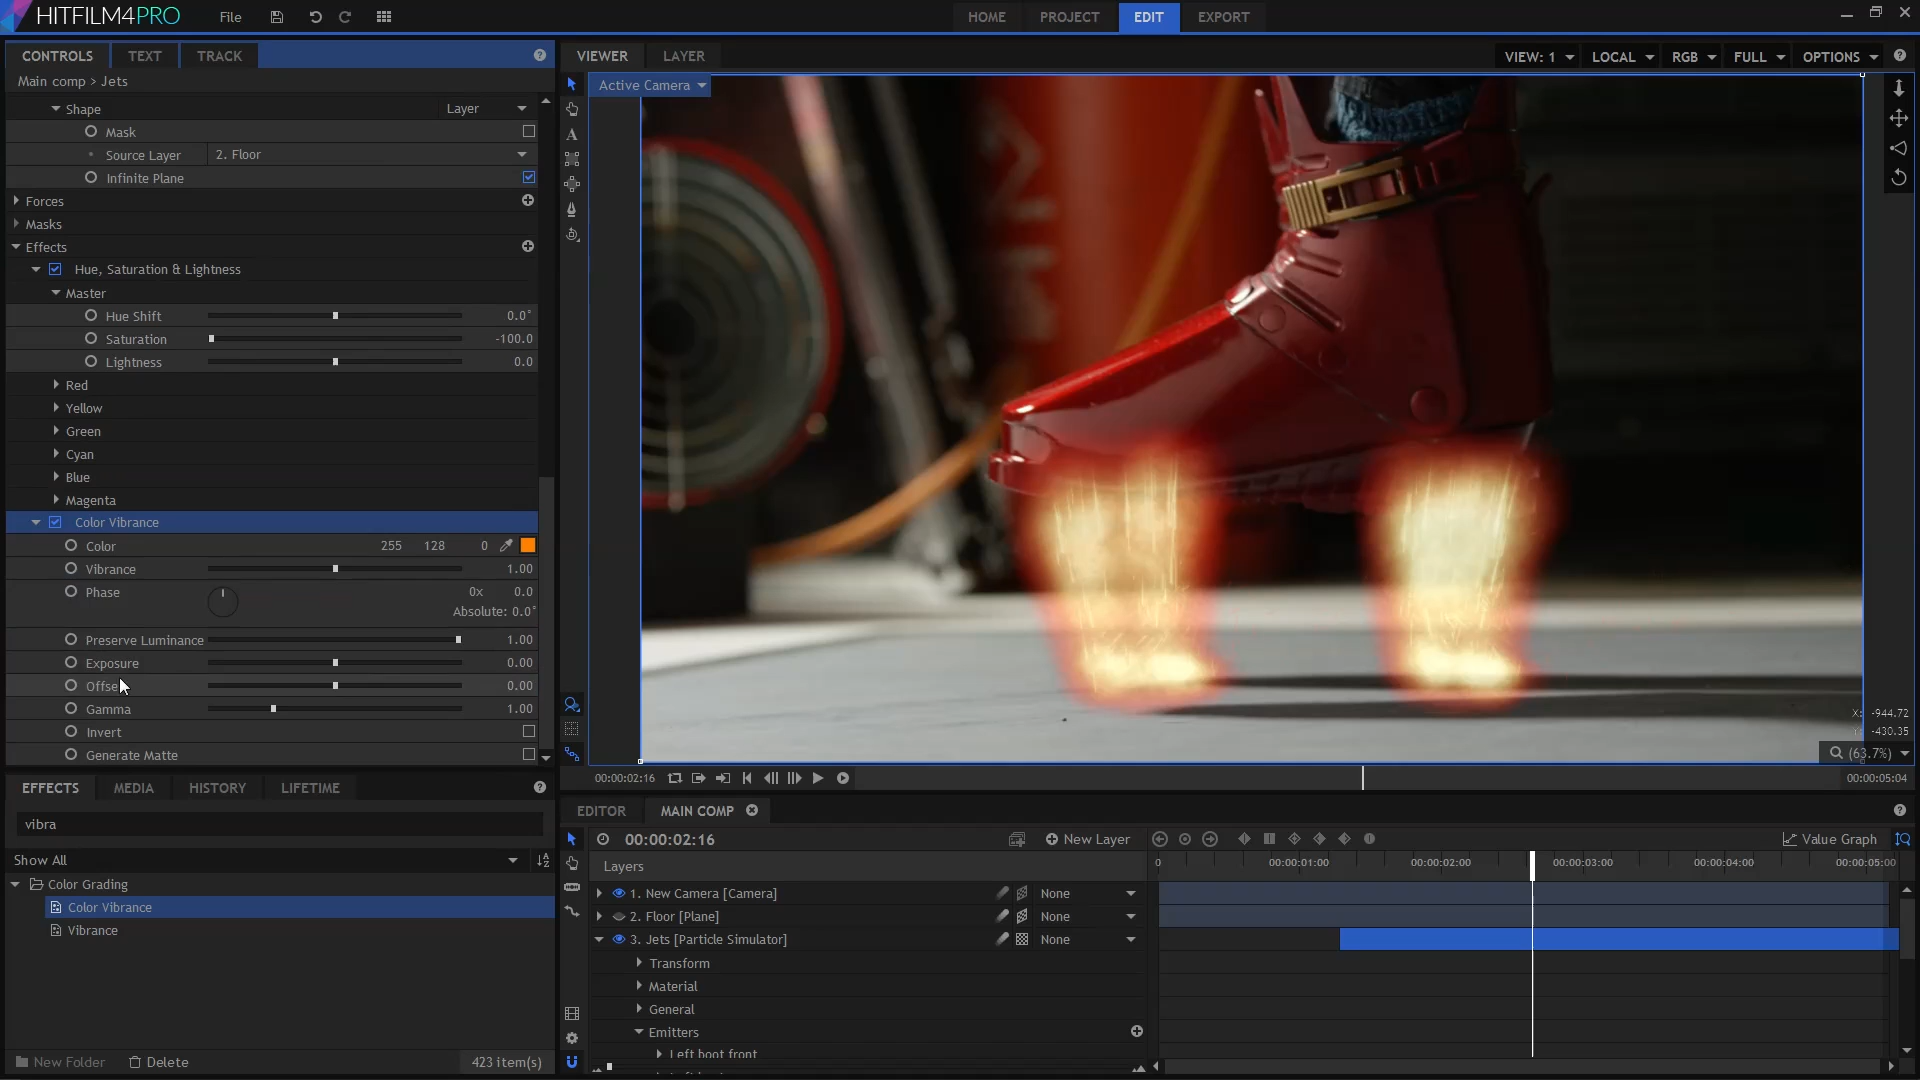 HITFILM4PRO
File
HOME
PROJECT
EDIT
EXPORT
CONTROLS
TEXT
TRACK
Main comp > Jets
Shape
Layer
Mask
Source Layer
2. Floor
Infinite Plane
Forces
Masks
Effects
Hue, Saturation & Lightness
Master
Hue Shift
0.0°
Saturation
-100.0
Lightness
0.0
Red
Yellow
Green
Cyan
Blue
Magenta
Color Vibrance
Color
255 128 0
Vibrance
1.00
Phase
0x 0.0
Absolute: 0.0°
Preserve Luminance
1.00
Exposure
0.00
0.00
Gamma
1.00
Invert
Generate Matte
EFFECTS
MEDIA
HISTORY
LIFETIME
vibra
Show All
Color Grading
Color Vibrance
Vibrance
New Folder
Delete
423 item(s)
VIEWER
LAYER
VIEW: 1
LOCAL
RGB
FULL
OPTIONS
Active Camera
X: -944.72
-430.35
(63.7%)
00:00:02:16
00:00:05:04
EDITOR
MAIN COMP
00:00:02:16
New Layer
Value Graph
Layers
0
00:00:01:00
00:00:02:00
00:00:03:00
00:00:04:00
00:00:05:00
1. New Camera [Camera]
None
2. Floor [Plane]
None
3. Jets [Particle Simulator]
None
Transform
Material
General
Emitters
Left boot front